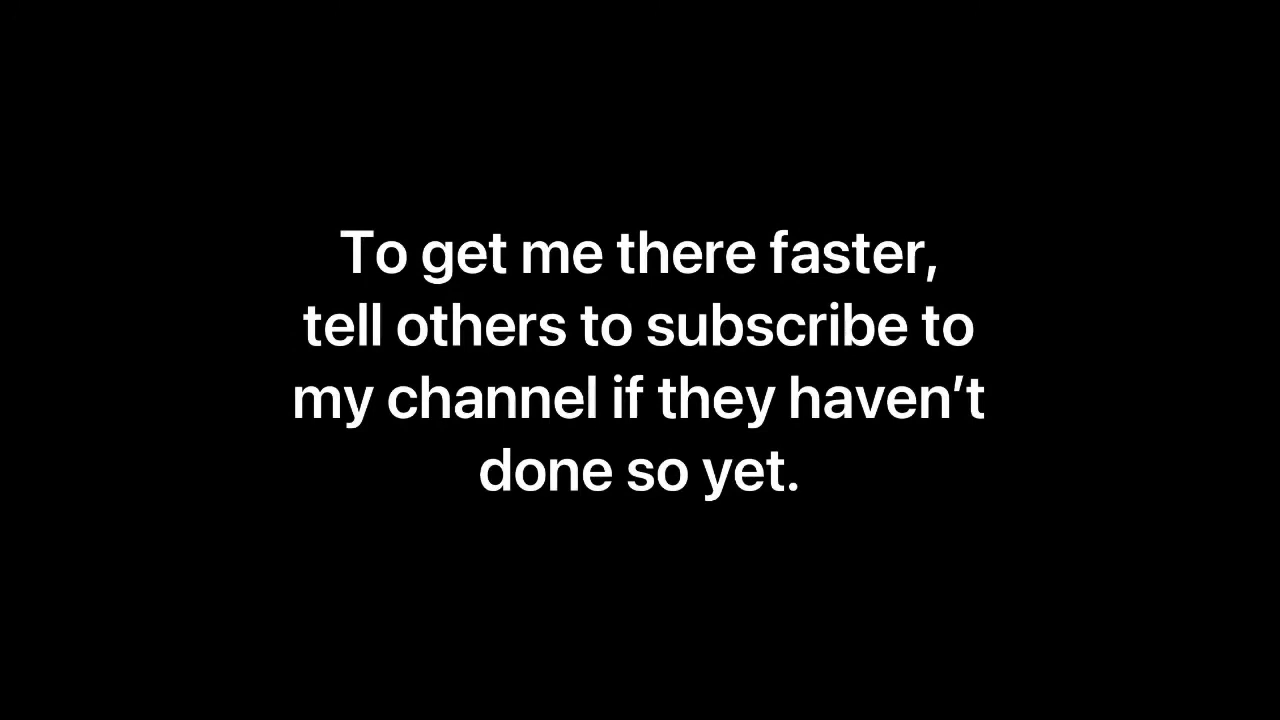 To get me there faster,
tell others to subscribe to
my channel if they haven’t
done so yet.